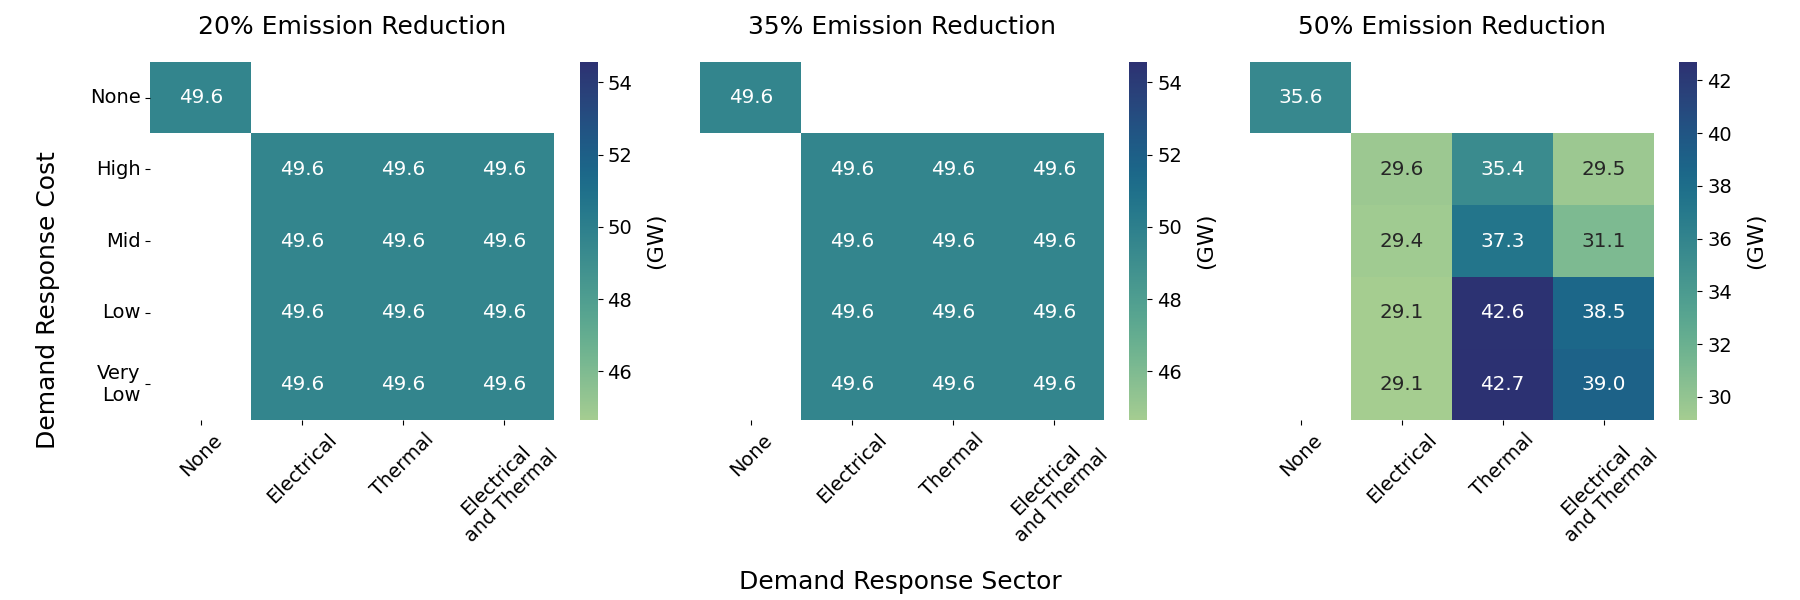 20% Emission Reduction
35% Emission Reduction
50% Emission Reduction
Demand Response Cost
None
High
Mid
Low
Very
Low
49.6
49.6 49.6 49.6
49.6 49.6 49.6
49.6 49.6 49.6
49.6 49.6 49.6
None
Electrical
Thermal
Electrical
and Thermal
54
52
50
48
46
(GW)
49.6
49.6 49.6 49.6
49.6 49.6 49.6
49.6 49.6 49.6
49.6 49.6 49.6
None
Electrical
Thermal
Electrical
and Thermal
54
52
50
48
46
(GW)
35.6
29.6 35.4 29.5
29.4 37.3 31.1
29.1 42.6 38.5
29.1 42.7 39.0
None
Electrical
Thermal
Electrical
and Thermal
42
40
38
36
34
32
30
(GW)
Demand Response Sector